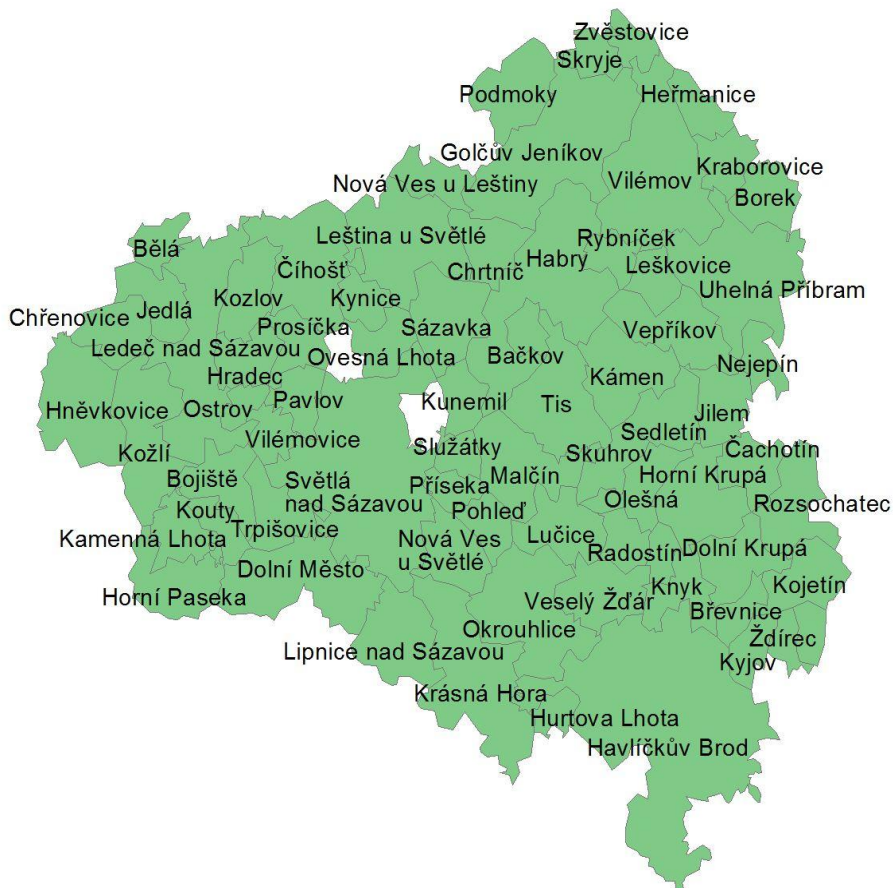 Zvěstovice
Skryje
Podmoky
Heřmanice
Golčův Jeníkov
Kraborovice
Nová Ves u Leštiny
Vilémov
Borek
Leština u Světlé
Rybníček
Bělá
Habry
Leškovice
Číhošť
Chrtníč
Uhelná Příbram
Kozlov
Kynice
Jedlá
Chřenovice
Prosíčka
Sázavka
Vepříkov
Ledeč nad Sázavou
Ovesná Lhota
Bačkov
Nejepín
Hradec
Kámen
Pavlov
Kunemil
Tis
Hněvkovice
Ostrov
Jilem
Vilémovice
Sedletín
Služátky
Kožlí
Skuhrov
Čachotín
Bojiště
Světlá
nad Sázavou
Malčín
Horní Krupá
Příseka
Olešná
Rozsochatec
Kouty
Pohleď
Trpišovice
Kamenná Lhota
Nová Ves
u Světlé
Lučice
Radostín
Dolní Krupá
Dolní Město
Knyk
Kojetín
Horní Paseka
Veselý Žďár
Břevnice
Okrouhlice
Ždírec
Lipnice nad Sázavou
Kyjov
Krásná Hora
Hurtova Lhota
Havlíčkův Brod